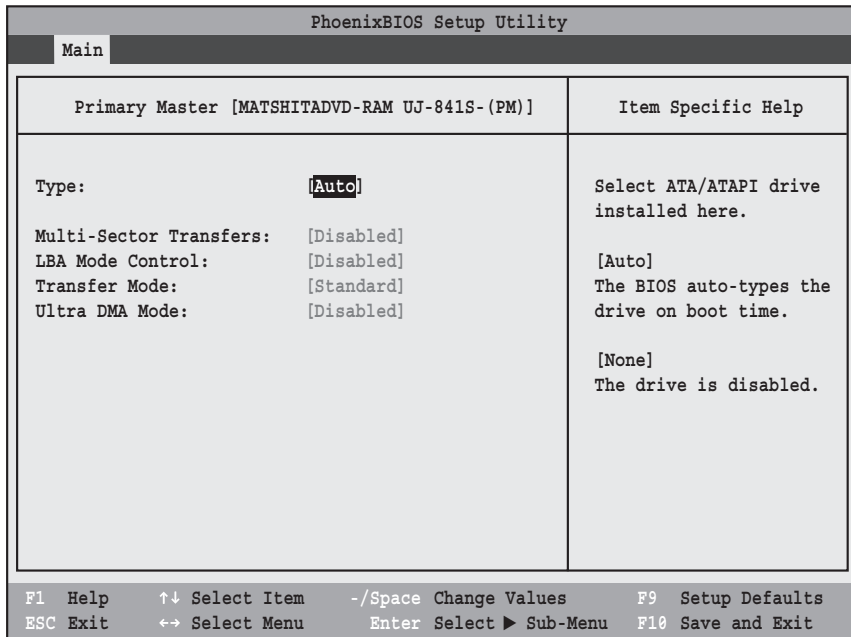 PhoenixBIOS Setup Utility
Main
Primary Master [MATSHITADVD-RAM UJ-841S-(PM)]
Type: [Auto]
Multi-Sector Transfers: [Disabled]
LBA Mode Control: [Disabled]
Transfer Mode: [Standard]
Ultra DMA Mode: [Disabled]
Item Specific Help
Select ATA/ATAPI drive
installed here.
[Auto]
The BIOS auto-types the
drive on boot time.
[None]
The drive is disabled.
F1 Help ↑↓ Select Item -/Space Change Values F9 Setup Defaults
ESC Exit ←→ Select Menu Enter Select ▶ Sub-Menu F10 Save and Exit